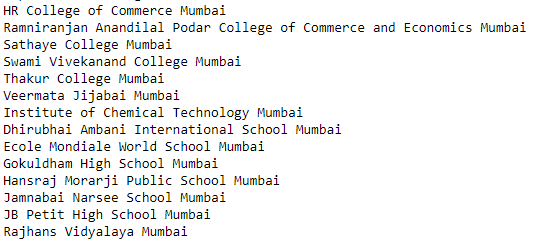 HR College of Commerce Mumbai
Ramniranjan Anandilal Podar College of Commerce and Economics Mumbai
Sathaye College Mumbai
Swami Vivekanand College Mumbai
Thakur College Mumbai
Veermata Jijabai Mumbai
Institute of Chemical Technology Mumbai
Dhirubhai Ambani International School Mumbai
Ecole Mondiale World School Mumbai
Gokuldham High School Mumbai
Hansraj Morarji Public School Mumbai
Jamnabai Narsee School Mumbai
JB Petit High School Mumbai
Rajhans Vidyalaya Mumbai